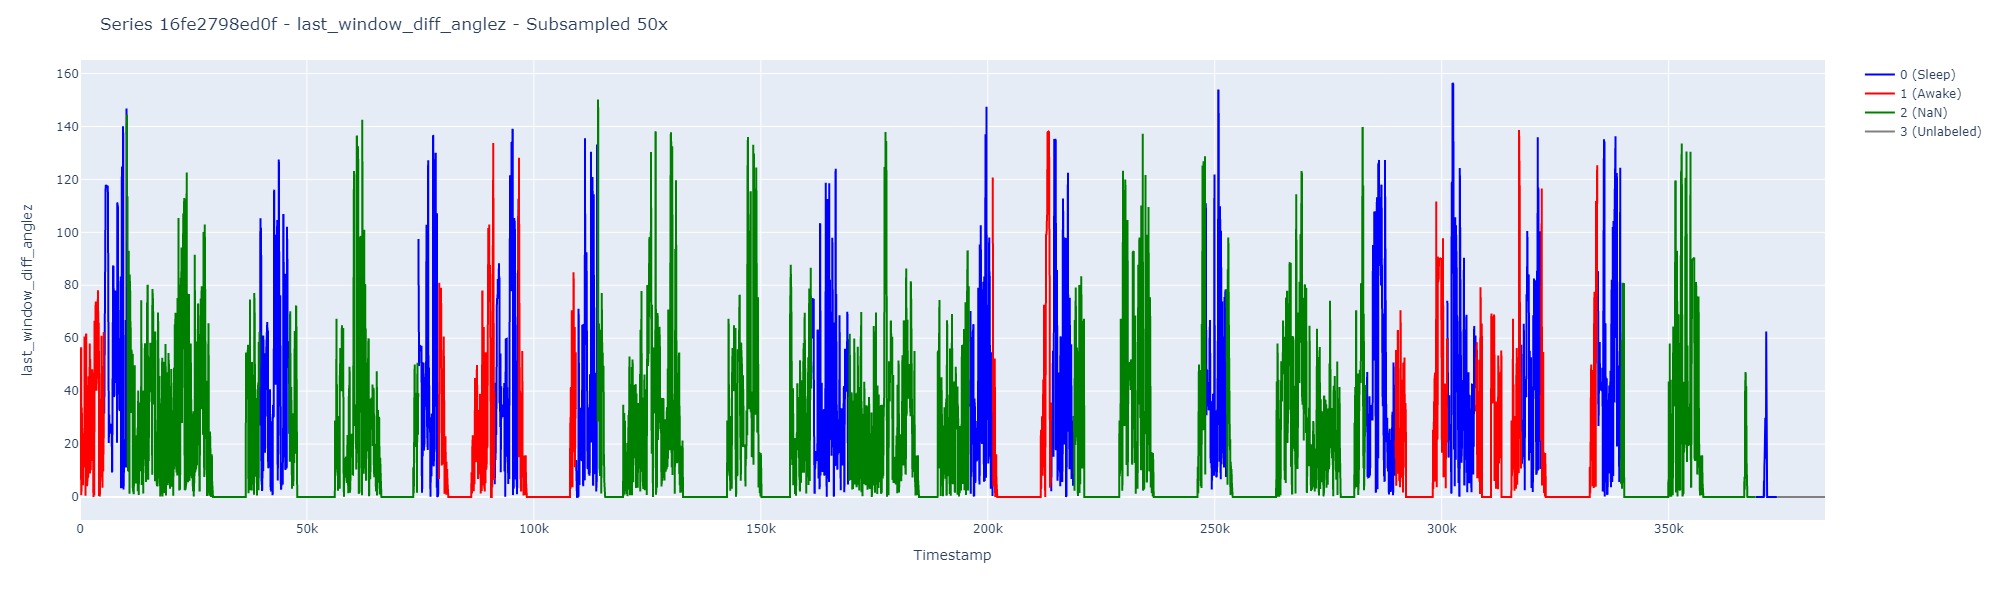 Series 16fe2798ed0f - last_window_diff_anglez - Subsampled 50x
160
140
120
100
80
60
40
20
0
last_window_diff_anglez
0 (Sleep)
1 (Awake)
2 (NaN)
3 (Unlabeled)
0
50k
100k
150k
200k
250k
300k
350k
Timestamp